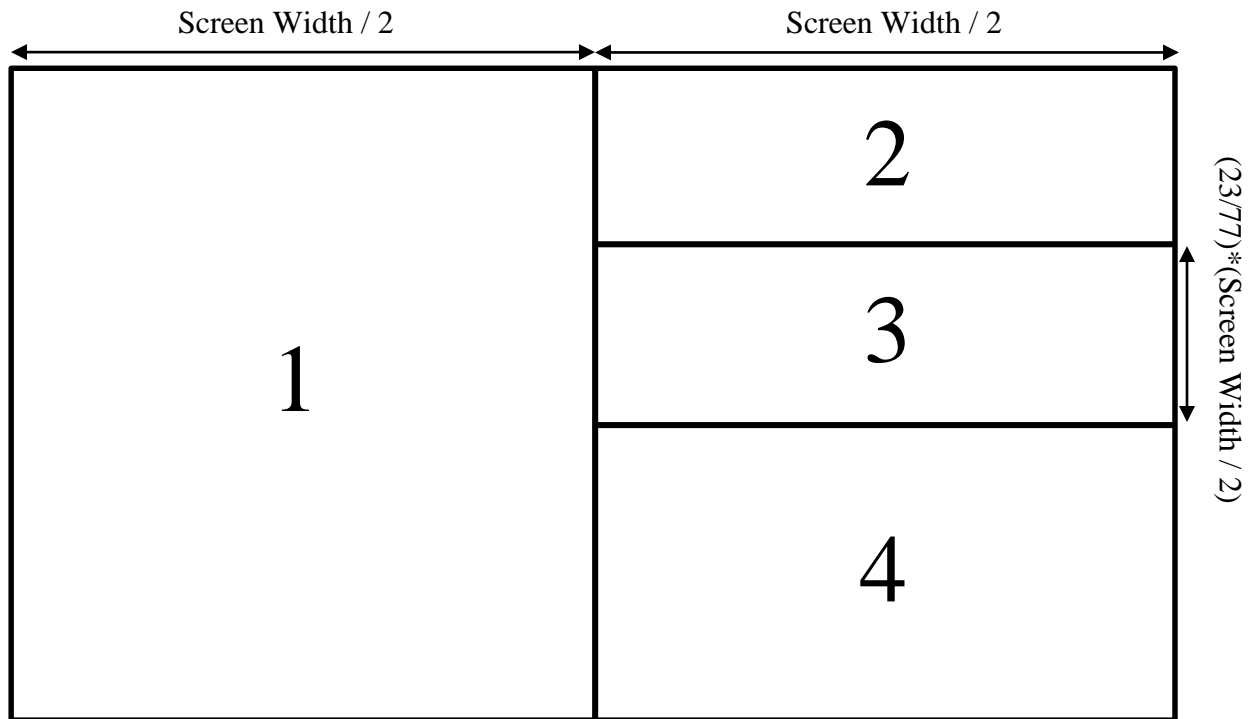 Screen Width / 2
Screen Width / 2
1
2
3
4
(23/77)*(Screen Width / 2)